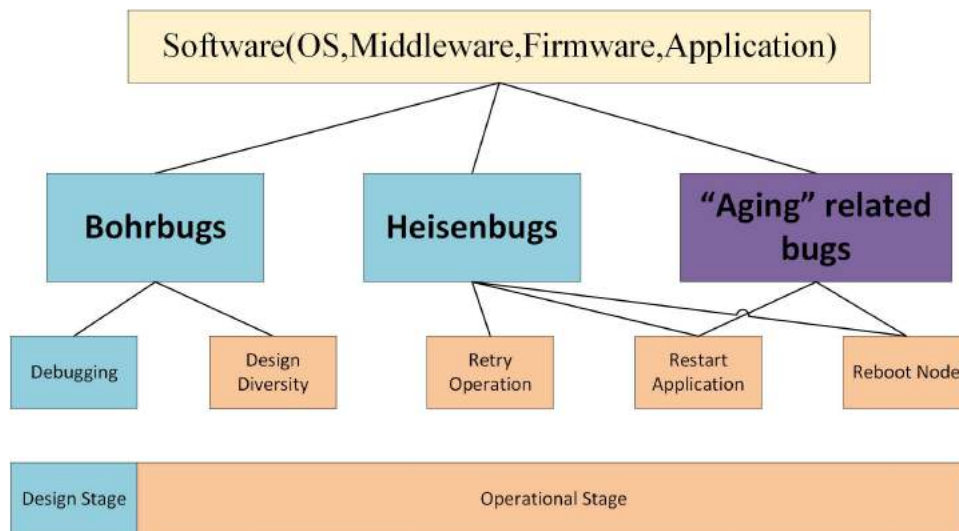 Software(OS,Middleware,Firmware,Application)
Bohrbugs
Heisenbugs
“Aging” related
bugs
Debugging
Design
Diversity
Retry
Operation
Restart
Application
Reboot Node
Design Stage
Operational Stage